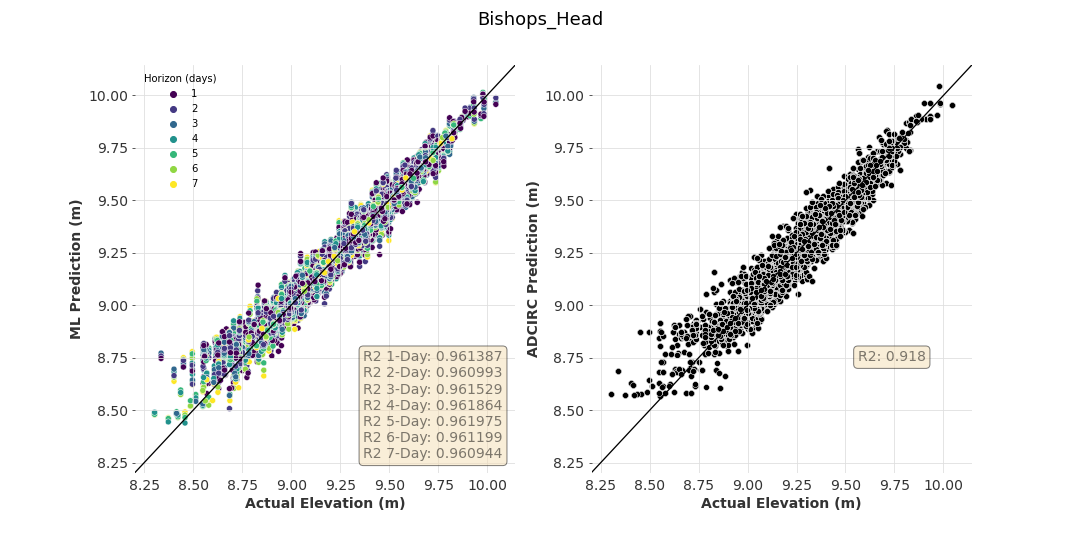 Bishops_Head
Horizon (days)
1
2
3
4
5
6
7
ML Prediction (m)
10.00
9.75
9.50
9.25
9.00
8.75
8.50
8.25
R2 1-Day: 0.961387
R2 2-Day: 0.960993
R2 3-Day: 0.961529
R2 4-Day: 0.961864
R2 5-Day: 0.961975
R2 6-Day: 0.961199
R2 7-Day: 0.960944
8.25 8.50 8.75 9.00 9.25 9.50 9.75 10.00
Actual Elevation (m)
ADCIRC Prediction (m)
10.00
9.75
9.50
9.25
9.00
8.75
8.50
8.25
R2: 0.918
8.25 8.50 8.75 9.00 9.25 9.50 9.75 10.00
Actual Elevation (m)